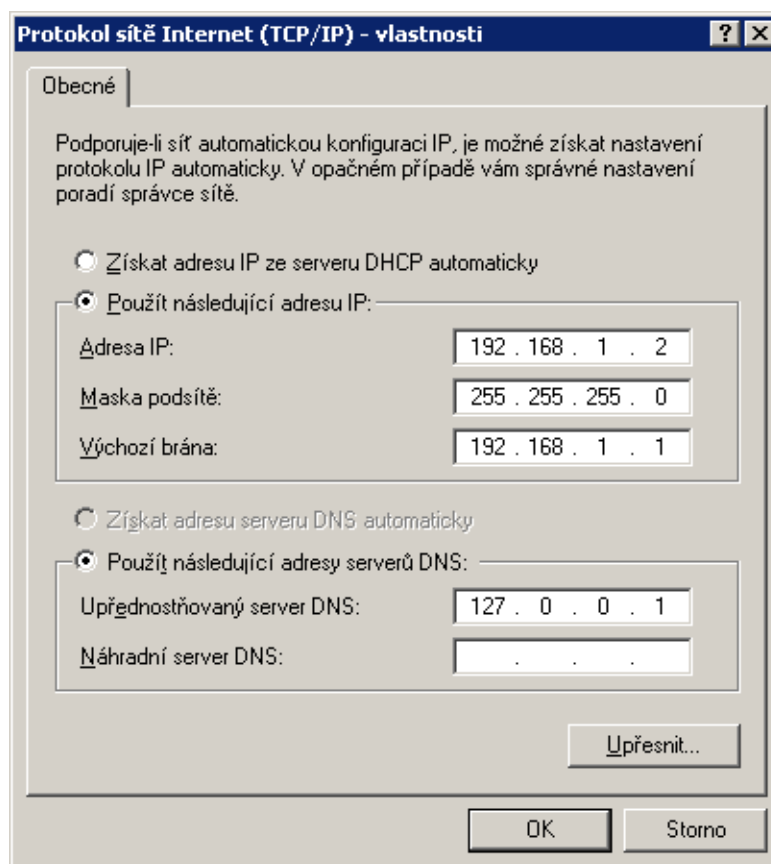 Protokol sítě Internet (TCP/IP) - vlastnosti
Obecné
Podporuje-li síť automatickou konfiguraci IP, je možné získat nastavení
protokolu IP automaticky. V opačném případě vám správné nastavení
poradí správce sítě.
Získat adresu IP ze serveru DHCP automaticky
Použít následující adresu IP:
Adresa IP: 192 . 168 . 1 . 2
Maska podsítě: 255 . 255 . 255 . 0
Výchozí brána: 192 . 168 . 1 . 1
Získat adresu serveru DNS automaticky
Použít následující adresy serverů DNS:
Upřednostňovaný server DNS: 127 . 0 . 0 . 1
Náhradní server DNS: . . .
Upřesnit...
OK Storno